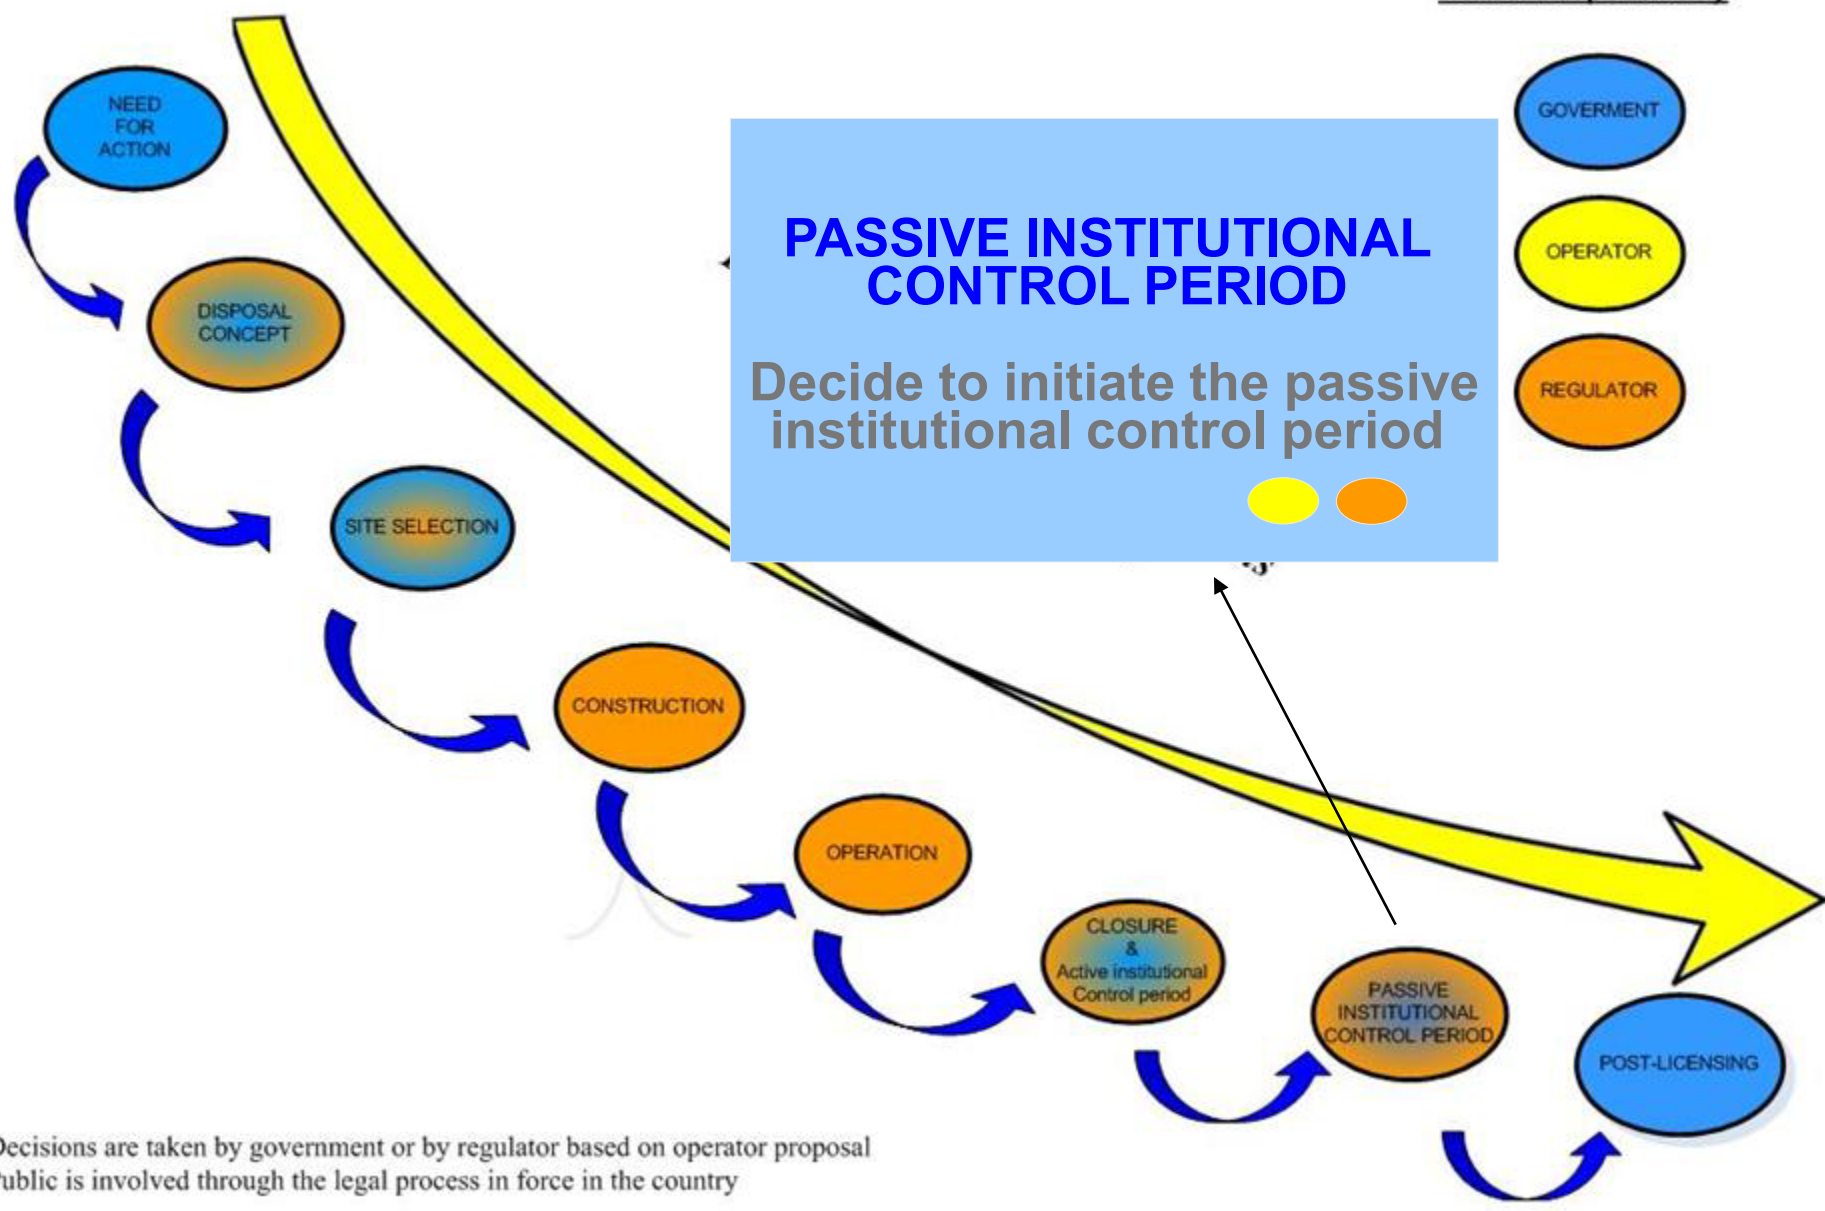 NEED
FOR
ACTION
DISPOSAL
CONCEPT
SITE SELECTION
CONSTRUCTION
OPERATION
CLOSURE
&
Active institutional
Control period
PASSIVE
INSTITUTIONAL
CONTROL PERIOD
POST-LICENSING
PASSIVE INSTITUTIONAL
CONTROL PERIOD
Decide to initiate the passive
institutional control period
GOVERMENT
OPERATOR
REGULATOR
Decisions are taken by government or by regulator based on operator proposal
Public is involved through the legal process in force in the country